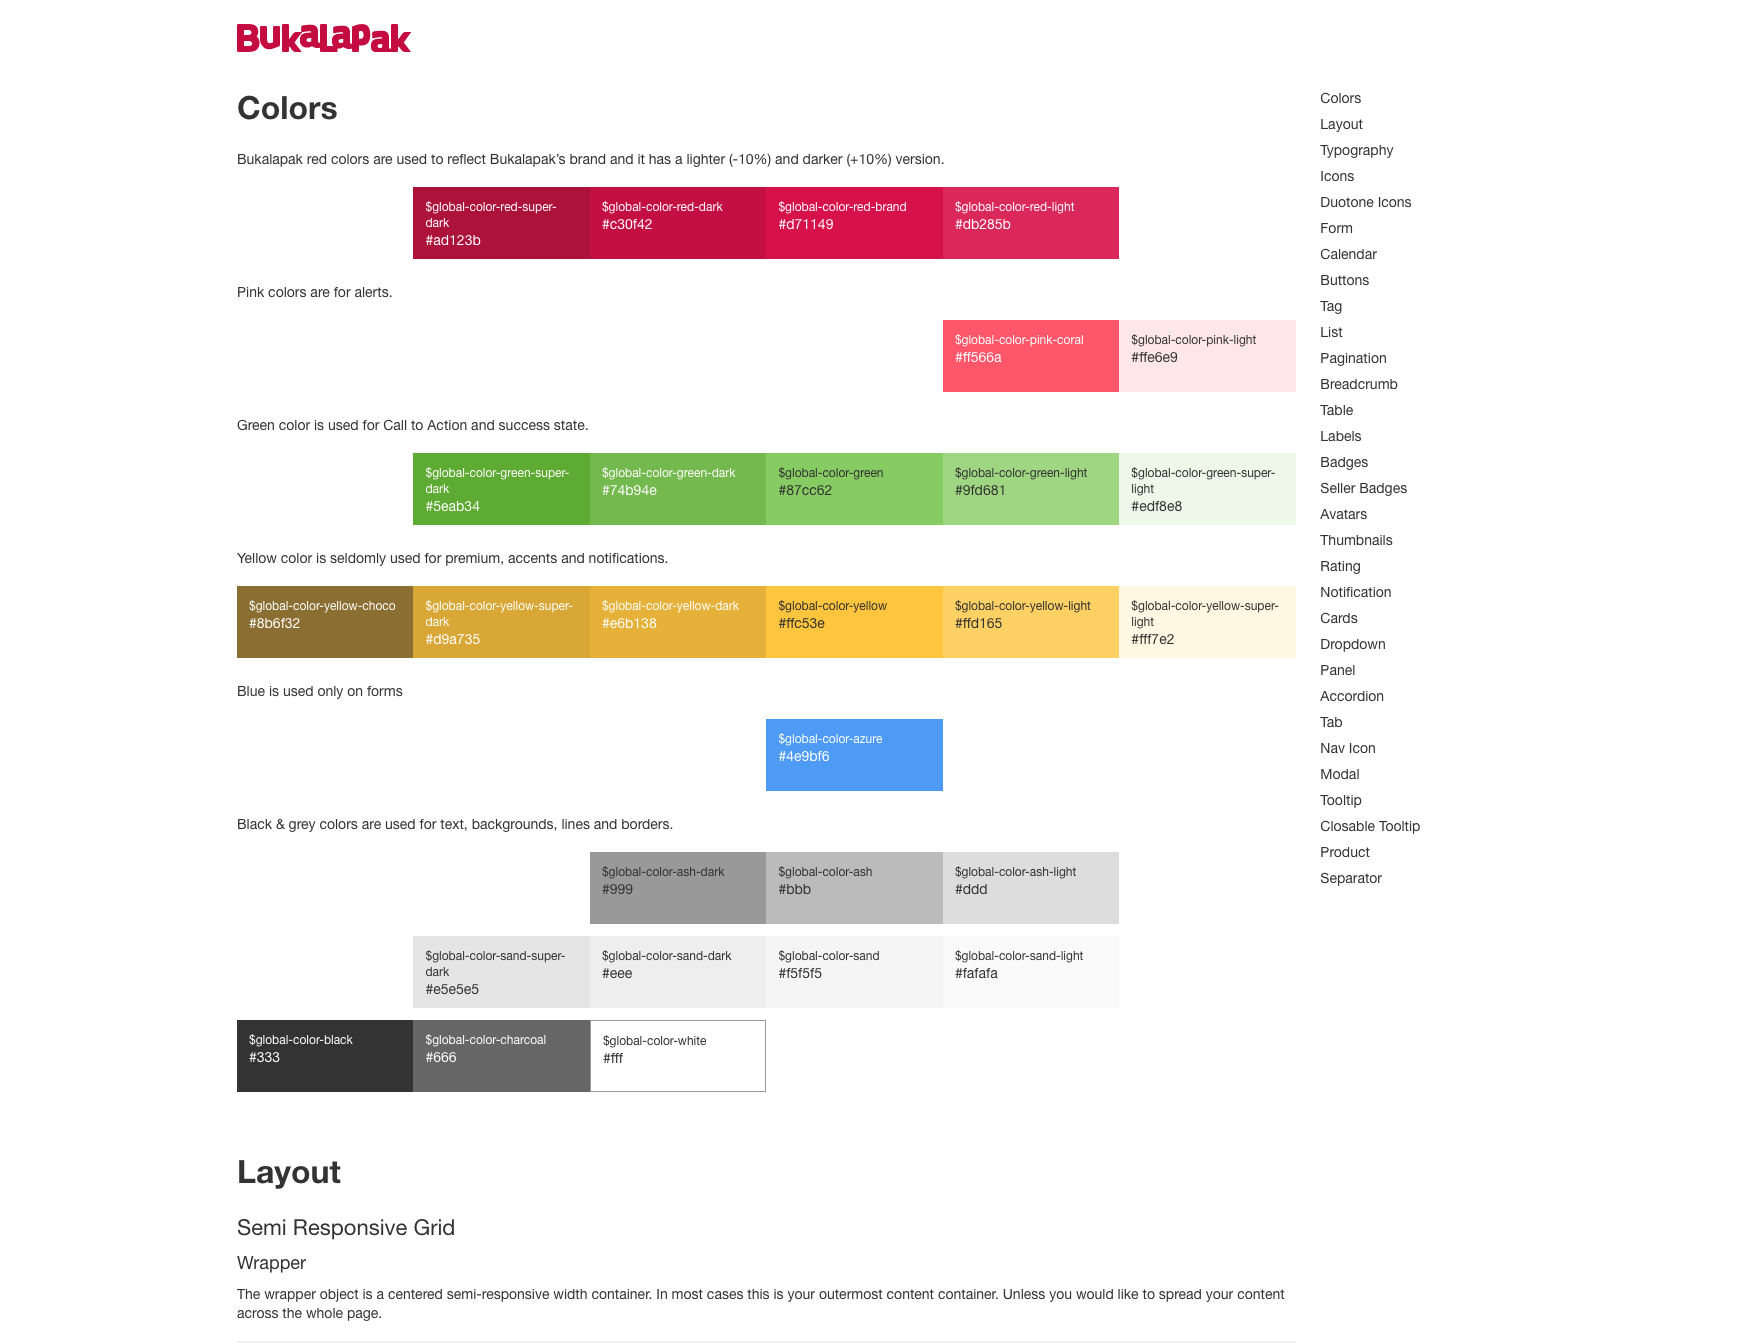 BukaLapak
Colors
Bukalapak red colors are used to reflect Bukalapak’s brand and it has a lighter (-10%) and darker (+10%) version.
$global-color-red-super-
dark
#ad123b
$global-color-red-dark
#c30f42
$global-color-red-brand
#d71149
$global-color-red-light
#db285b
Pink colors are for alerts.
$global-color-pink-coral
#ff566a
$global-color-pink-light
#ffe6e9
Green color is used for Call to Action and success state.
$global-color-green-super-
dark
#5eab34
$global-color-green-dark
#74b94e
$global-color-green
#87cc62
$global-color-green-light
#9fd681
$global-color-green-super-
light
#edf8e8
Yellow color is seldomly used for premium, accents and notifications.
$global-color-yellow-choco
#8b6f32
$global-color-yellow-super-
dark
#d9a735
$global-color-yellow-dark
#e6b138
$global-color-yellow
#ffc53e
$global-color-yellow-light
#ffd165
$global-color-yellow-super-
light
#fff7e2
Blue is used only on forms
$global-color-azure
#4e9bf6
Black & grey colors are used for text, backgrounds, lines and borders.
$global-color-ash-dark
#999
$global-color-ash
#bbb
$global-color-ash-light
#ddd
$global-color-sand-super-
dark
#e5e5e5
$global-color-sand-dark
#eee
$global-color-sand
#f5f5f5
$global-color-sand-light
#fafafa
$global-color-black
#333
$global-color-charcoal
#666
$global-color-white
#fff
Layout
Semi Responsive Grid
Wrapper
The wrapper object is a centered semi-responsive width container. In most cases this is your outermost content container. Unless you would like to spread your content
across the whole page.
Colors
Layout
Typography
Icons
Duotone Icons
Form
Calendar
Buttons
Tag
List
Pagination
Breadcrumb
Table
Labels
Badges
Seller Badges
Avatars
Thumbnails
Rating
Notification
Cards
Dropdown
Panel
Accordion
Tab
Nav Icon
Modal
Tooltip
Closable Tooltip
Product
Separator